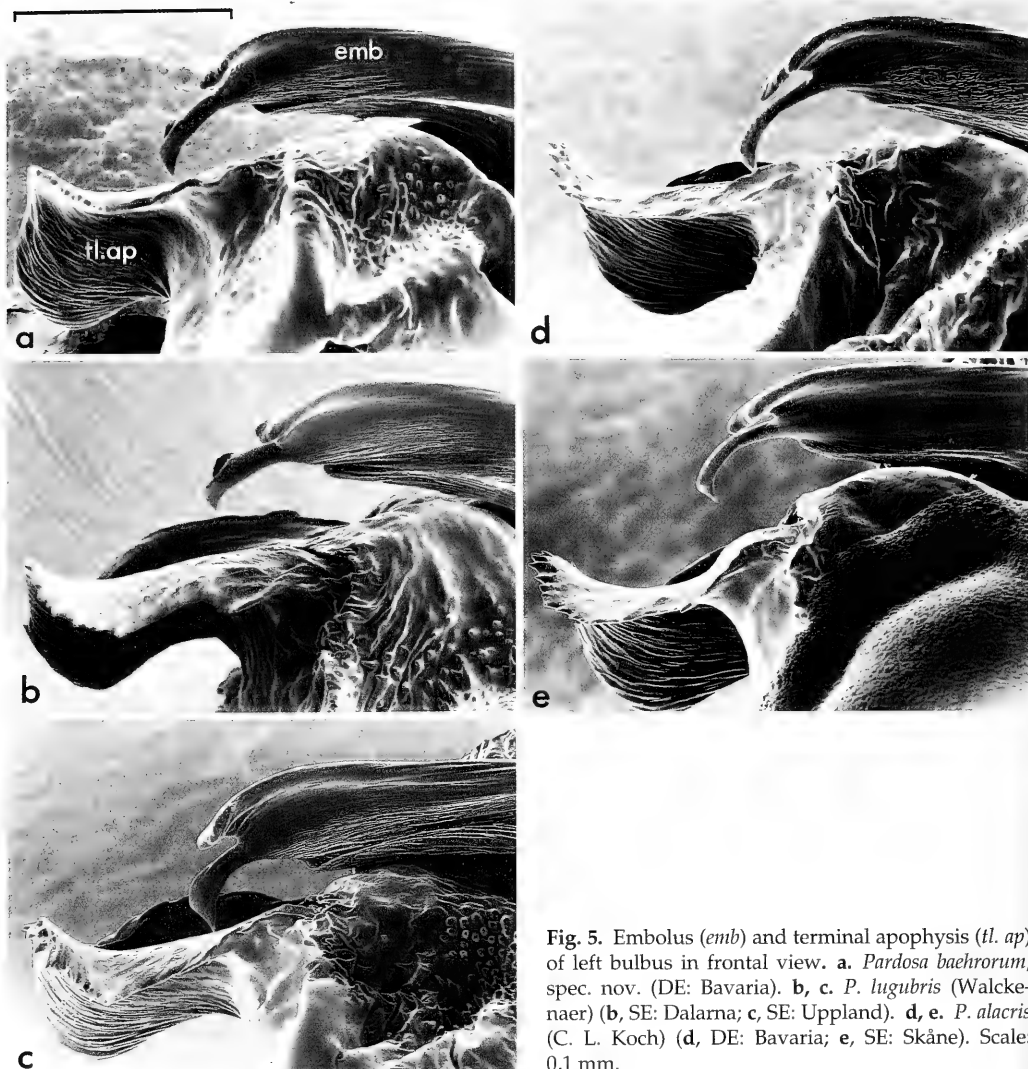 emb
tl.ap
a
d
b
e
c
Fig. 5. Embolus (emb) and terminal apophysis (tl. ap)
of left bulbus in frontal view. a. Pardosa baehrorum,
spec. nov. (DE: Bavaria). b, c. P. lugubris (Walcke-
naer) (b, SE: Dalarna; c, SE: Uppland). d, e. P. alacris
(C. L. Koch) (d, DE: Bavaria; e, SE: Skåne). Scale:
0.1 mm.